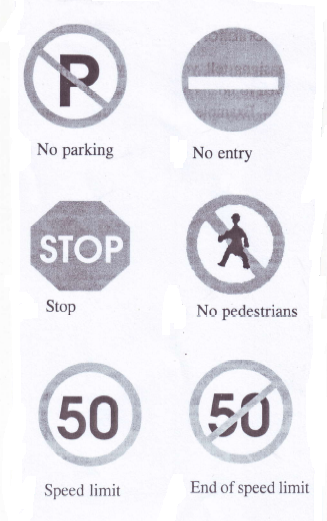 P
No parking
No entry
STOP
Stop
No pedestrians
50
50
Speed limit
End of speed limit